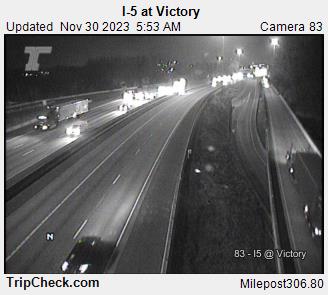 I-5 at Victory
Updated Nov 30 2023 5:53 AM Camera 83
T
N
83 - I5 @ Victory
TripCheck.com Milepost306.80